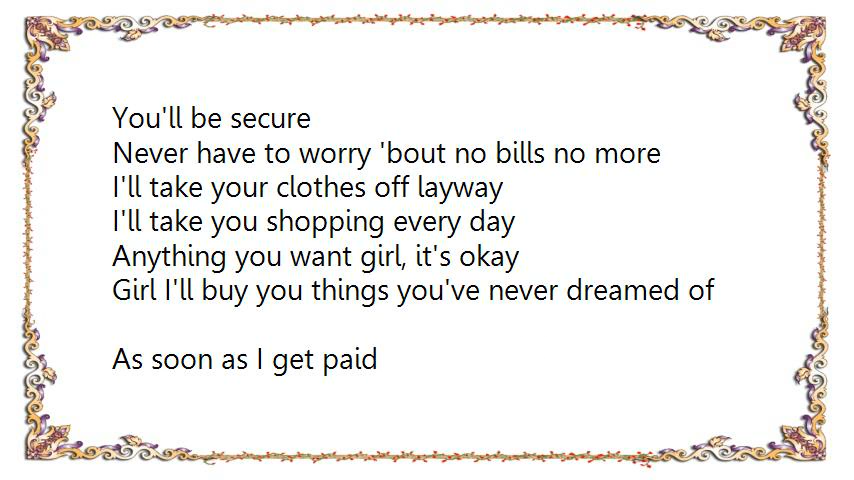 You'll be secure
Never have to worry 'bout no bills no more
I'll take your clothes off layway
I'll take you shopping every day
Anything you want girl, it's okay
Girl I'll buy you things you've never dreamed of
As soon as I get paid